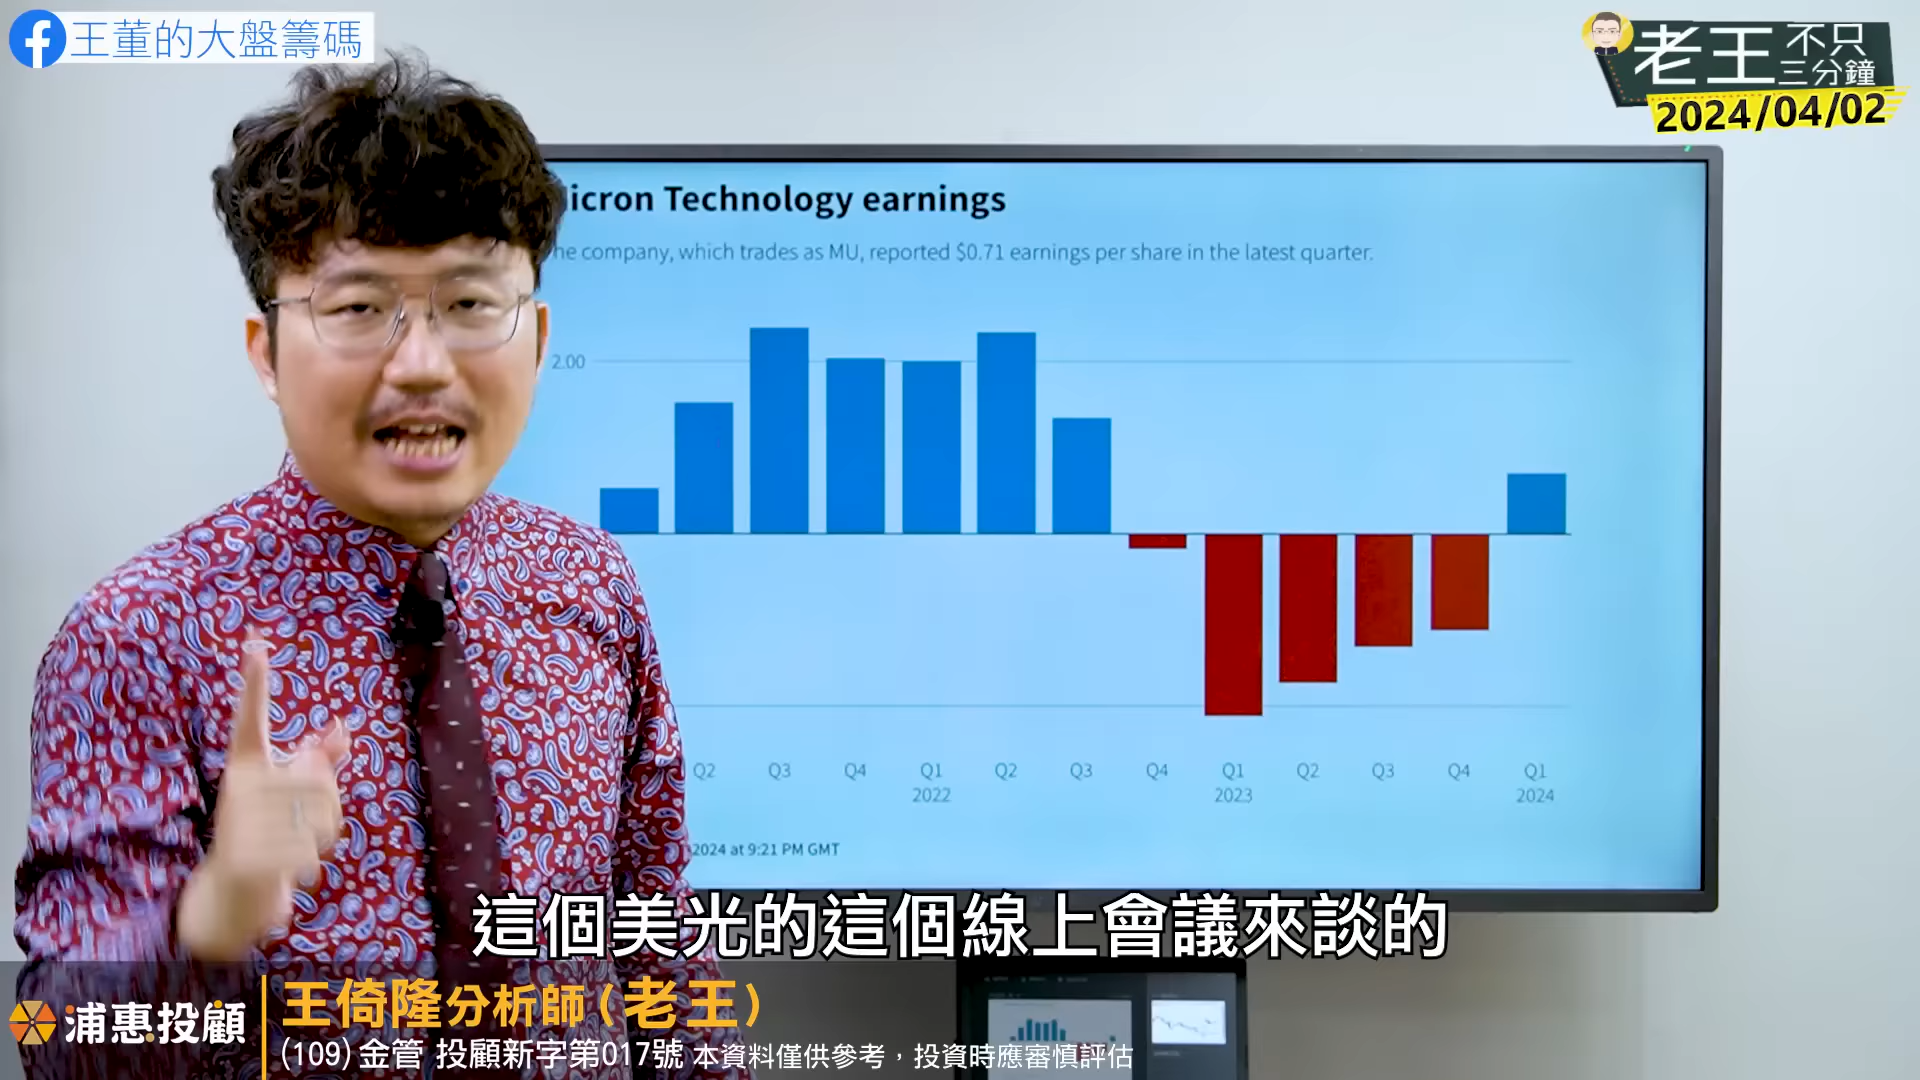 王董的大盤籌碼
老王 不只三分鐘
2024/04/02
icron Technology earnings
he company, which trades as MU, reported $0.71 earnings per share in the latest quarter.
2.00
Q2 Q3 Q4 Q1 Q2 Q3 Q4 Q1 Q2 Q3 Q4 Q1
2022 2023 2024
2024 at 9:21 PM GMT
這個美光的這個線上會議來談的
浦惠投顧
王倚隆分析師(老王)
(109)金管 投顧新字第017號 本資料僅供參考，投資時應審慎評估